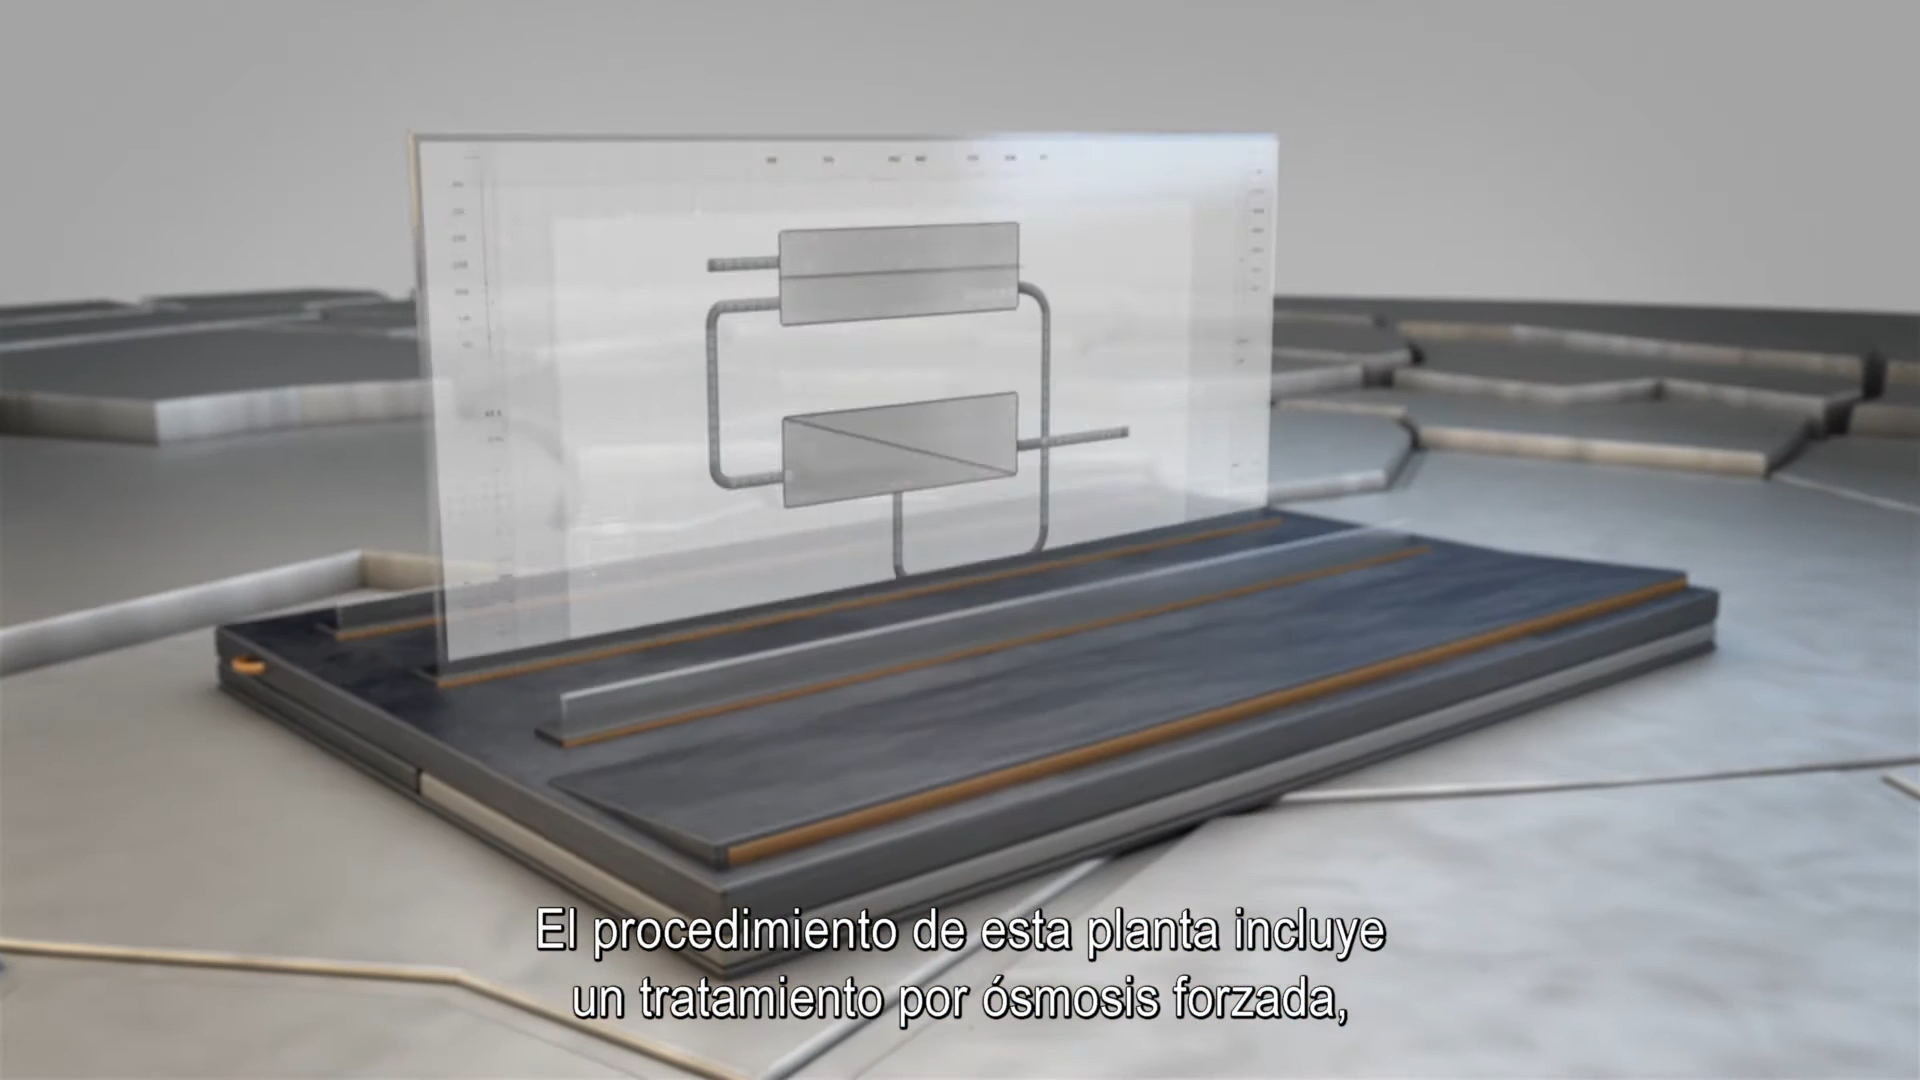 El procedimiento de esta planta incluye
un tratamiento por ósmosis forzada,